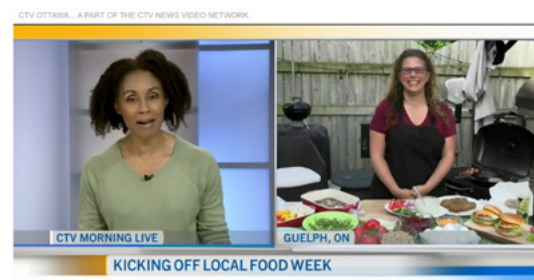 CTV OTTAWA... A PART OF THE CTV NEWS VIDEO NETWORK
CTV MORNING LIVE
GUELPH, ON
KICKING OFF LOCAL FOOD WEEK